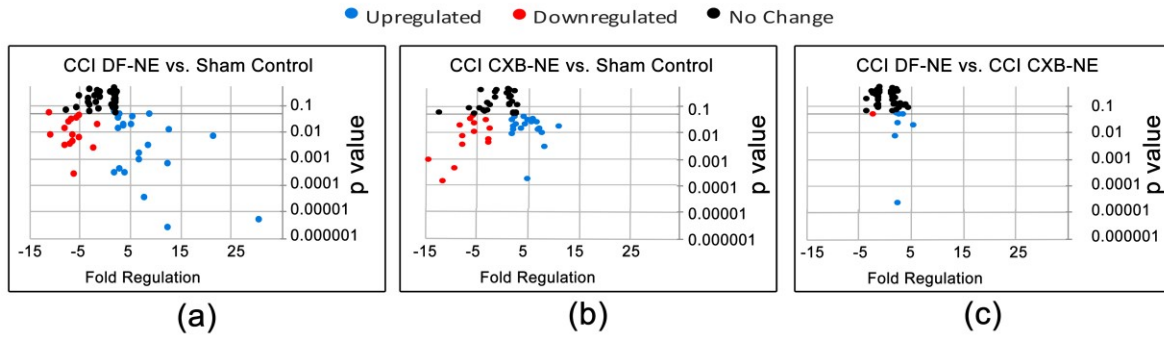 Upregulated Downregulated No Change
CCI DF-NE vs. Sham Control
0.1
0.01
0.001
0.0001
0.00001
0.000001
p value
-15 -5 5 15 25
Fold Regulation
(a)
CCI CXB-NE vs. Sham Control
0.1
0.01
0.001
0.0001
0.00001
0.000001
p value
-15 -5 5 15 25
Fold Regulation
(b)
CCI DF-NE vs. CCI CXB-NE
0.1
0.01
0.001
0.0001
0.00001
0.000001
p value
-15 -5 5 15 25
Fold Regulation
(c)